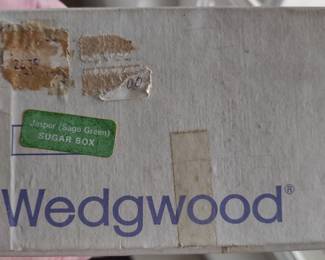 Jasper (Sage Green)
SUGAR BOX
Wedgwood®